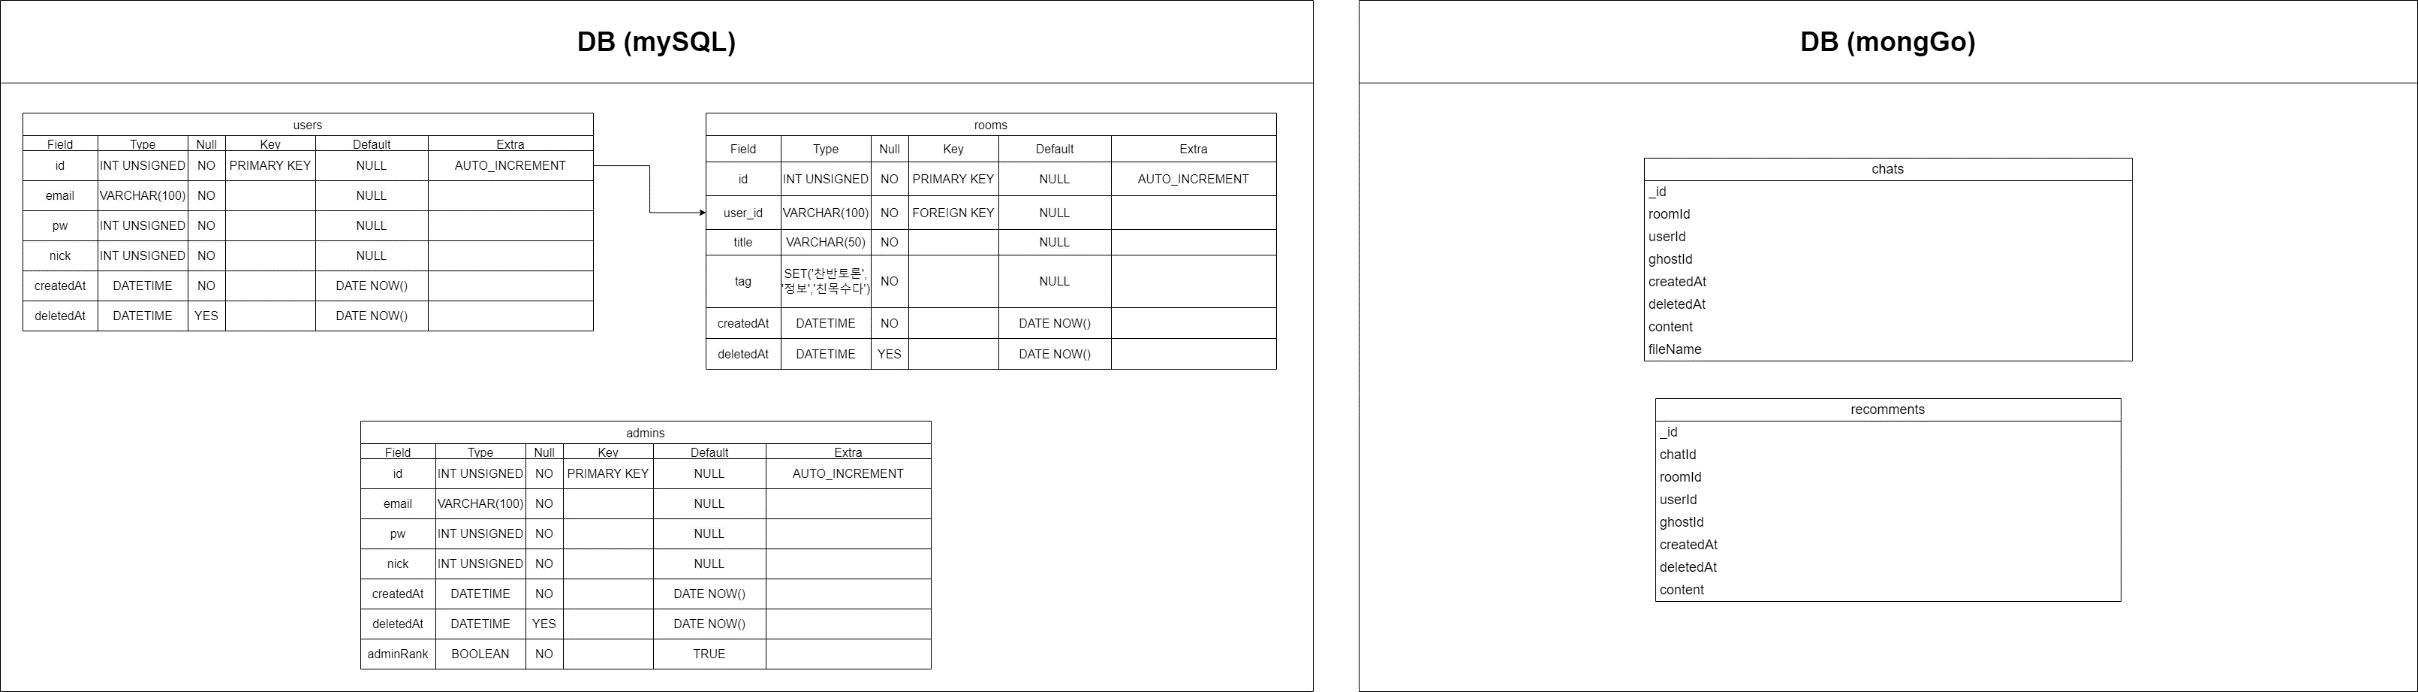 DB (mySQL)
users
Field Type Null Key Default Extra
id INT UNSIGNED NO PRIMARY KEY NULL AUTO_INCREMENT
email VARCHAR(100) NO NULL
pw INT UNSIGNED NO NULL
nick INT UNSIGNED NO NULL
createdAt DATETIME NO DATE NOW()
deletedAt DATETIME YES DATE NOW()
rooms
Field Type Null Key Default Extra
id INT UNSIGNED NO PRIMARY KEY NULL AUTO_INCREMENT
user_id VARCHAR(100) NO FOREIGN KEY NULL
title VARCHAR(50) NO NULL
tag SET('찬반토론', '정보','친목수다') NO NULL
createdAt DATETIME NO DATE NOW()
deletedAt DATETIME YES DATE NOW()
admins
Field Type Null Key Default Extra
id INT UNSIGNED NO PRIMARY KEY NULL AUTO_INCREMENT
email VARCHAR(100) NO NULL
pw INT UNSIGNED NO NULL
nick INT UNSIGNED NO NULL
createdAt DATETIME NO DATE NOW()
deletedAt DATETIME YES DATE NOW()
adminRank BOOLEAN NO TRUE
DB (mongGo)
chats
_id
roomId
userId
ghostId
createdAt
deletedAt
content
fileName
recomments
_id
chatId
roomId
userId
ghostId
createdAt
deletedAt
content